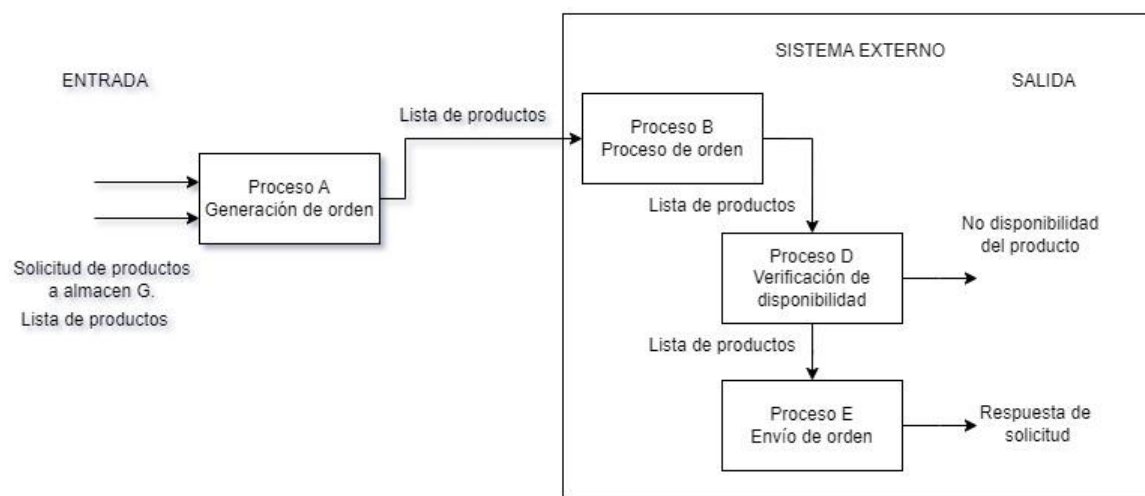 SISTEMA EXTERNO
ENTRADA
SALIDA
Lista de productos
Proceso B
Proceso de orden
Proceso A
Generación de orden
Lista de productos
No disponibilidad
del producto
Proceso D
Verificación de
disponibilidad
Solicitud de productos
a almacen G.
Lista de productos
Lista de productos
Proceso E
Envío de orden
Respuesta de
solicitud